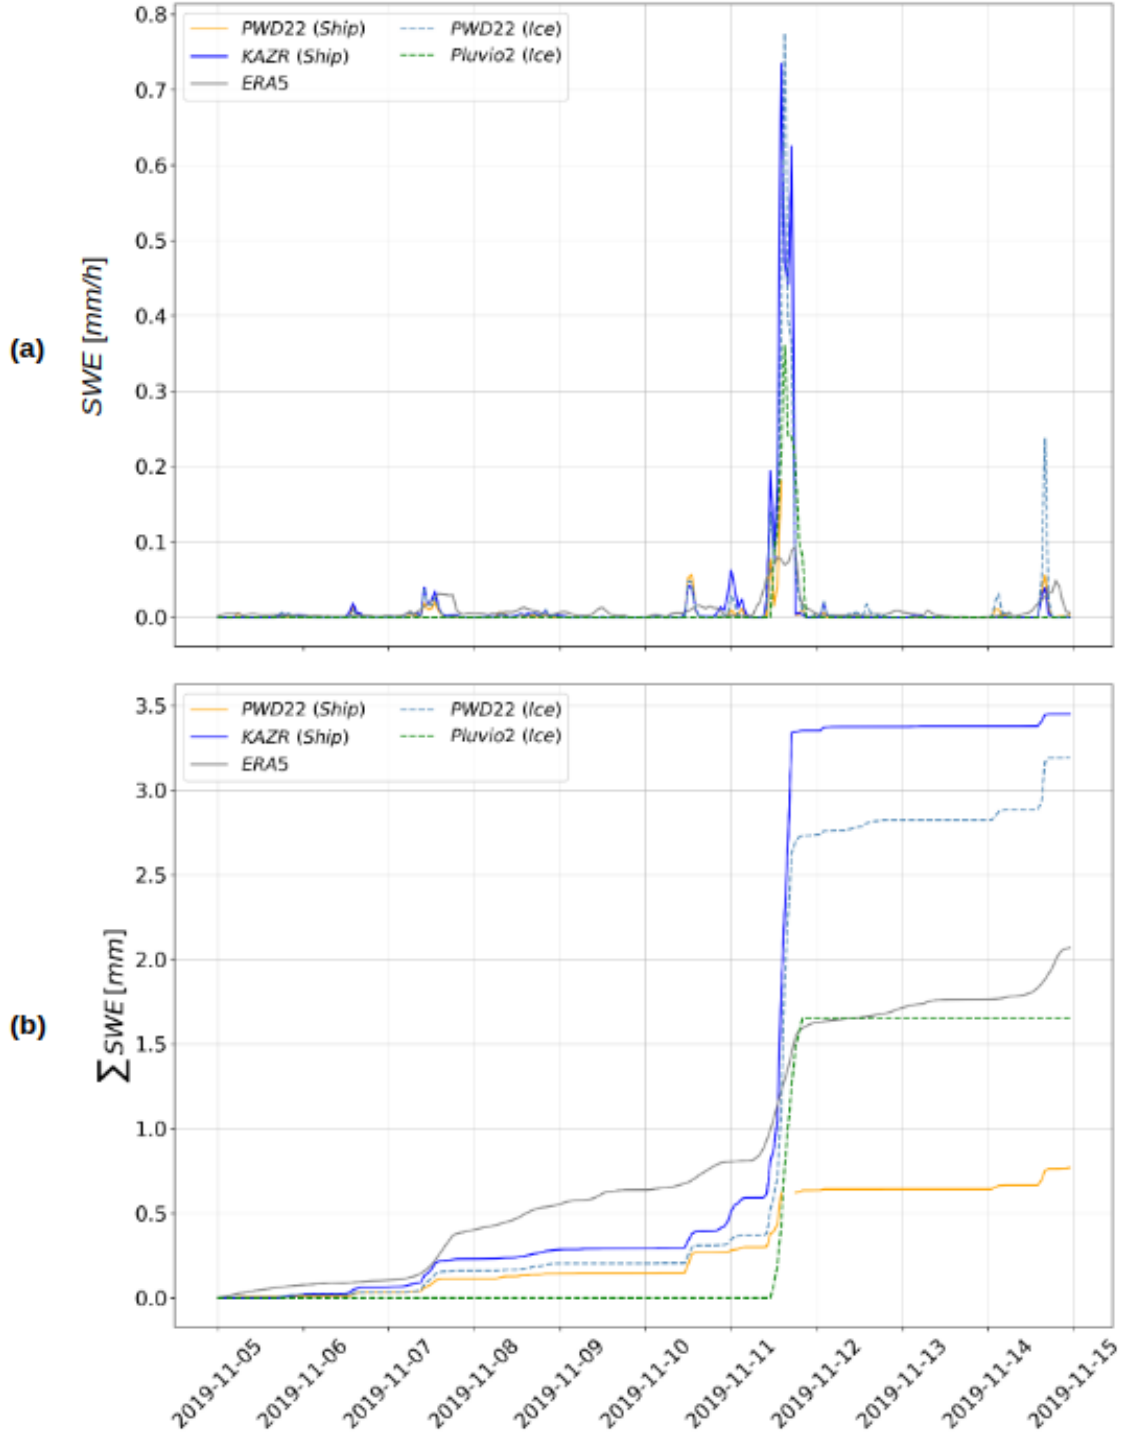 PWD22 (Ship) PWD22 (Ice)
KAZR (Ship) Pluvio2 (Ice)
ERA5
0.8
0.7
0.6
0.5
0.4
0.3
0.2
0.1
0.0
(a)
SWE [mm/h]
PWD22 (Ship) PWD22 (Ice)
KAZR (Ship) Pluvio2 (Ice)
ERA5
3.5
3.0
2.5
2.0
1.5
1.0
0.5
0.0
(b)
∑ SWE [mm]
2019-11-05
2019-11-06
2019-11-07
2019-11-08
2019-11-09
2019-11-10
2019-11-11
2019-11-12
2019-11-13
2019-11-14
2019-11-15